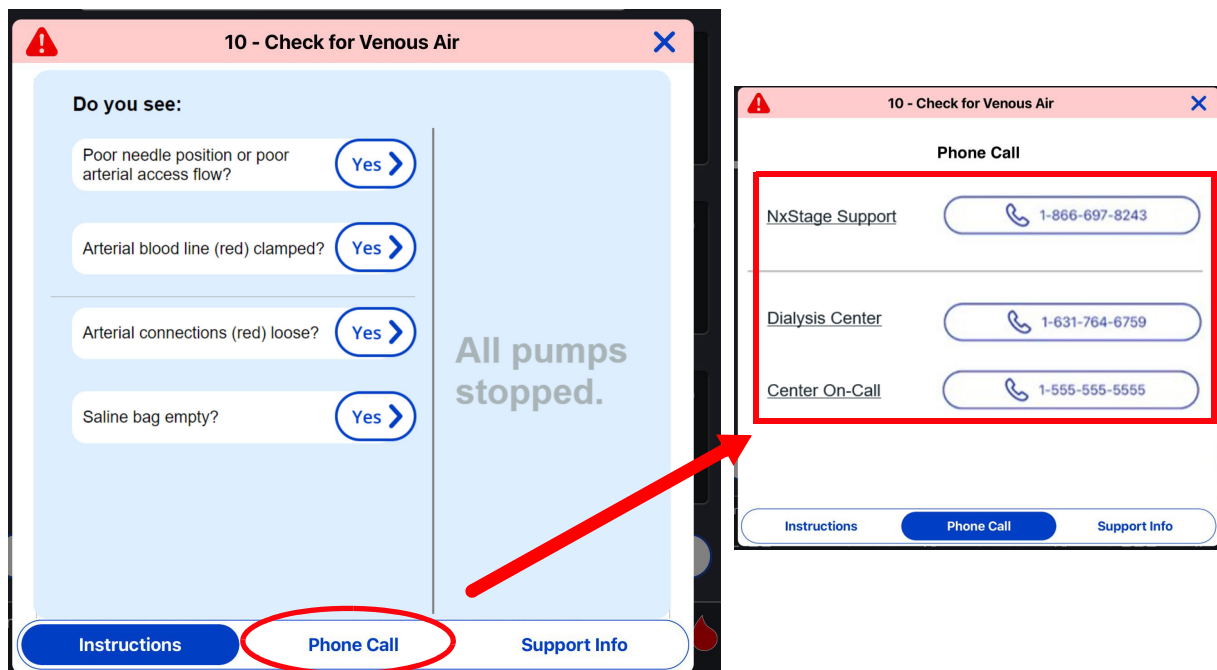 10 - Check for Venous Air
Do you see:
Poor needle position or poor
arterial access flow?
Yes
Arterial blood line (red) clamped?
Yes
Arterial connections (red) loose?
Yes
Saline bag empty?
Yes
All pumps
stopped.
Instructions
Phone Call
Support Info
10 - Check for Venous Air
Phone Call
NxStage Support
1-866-697-8243
Dialysis Center
1-631-764-6759
Center On-Call
1-555-555-5555
Instructions
Phone Call
Support Info